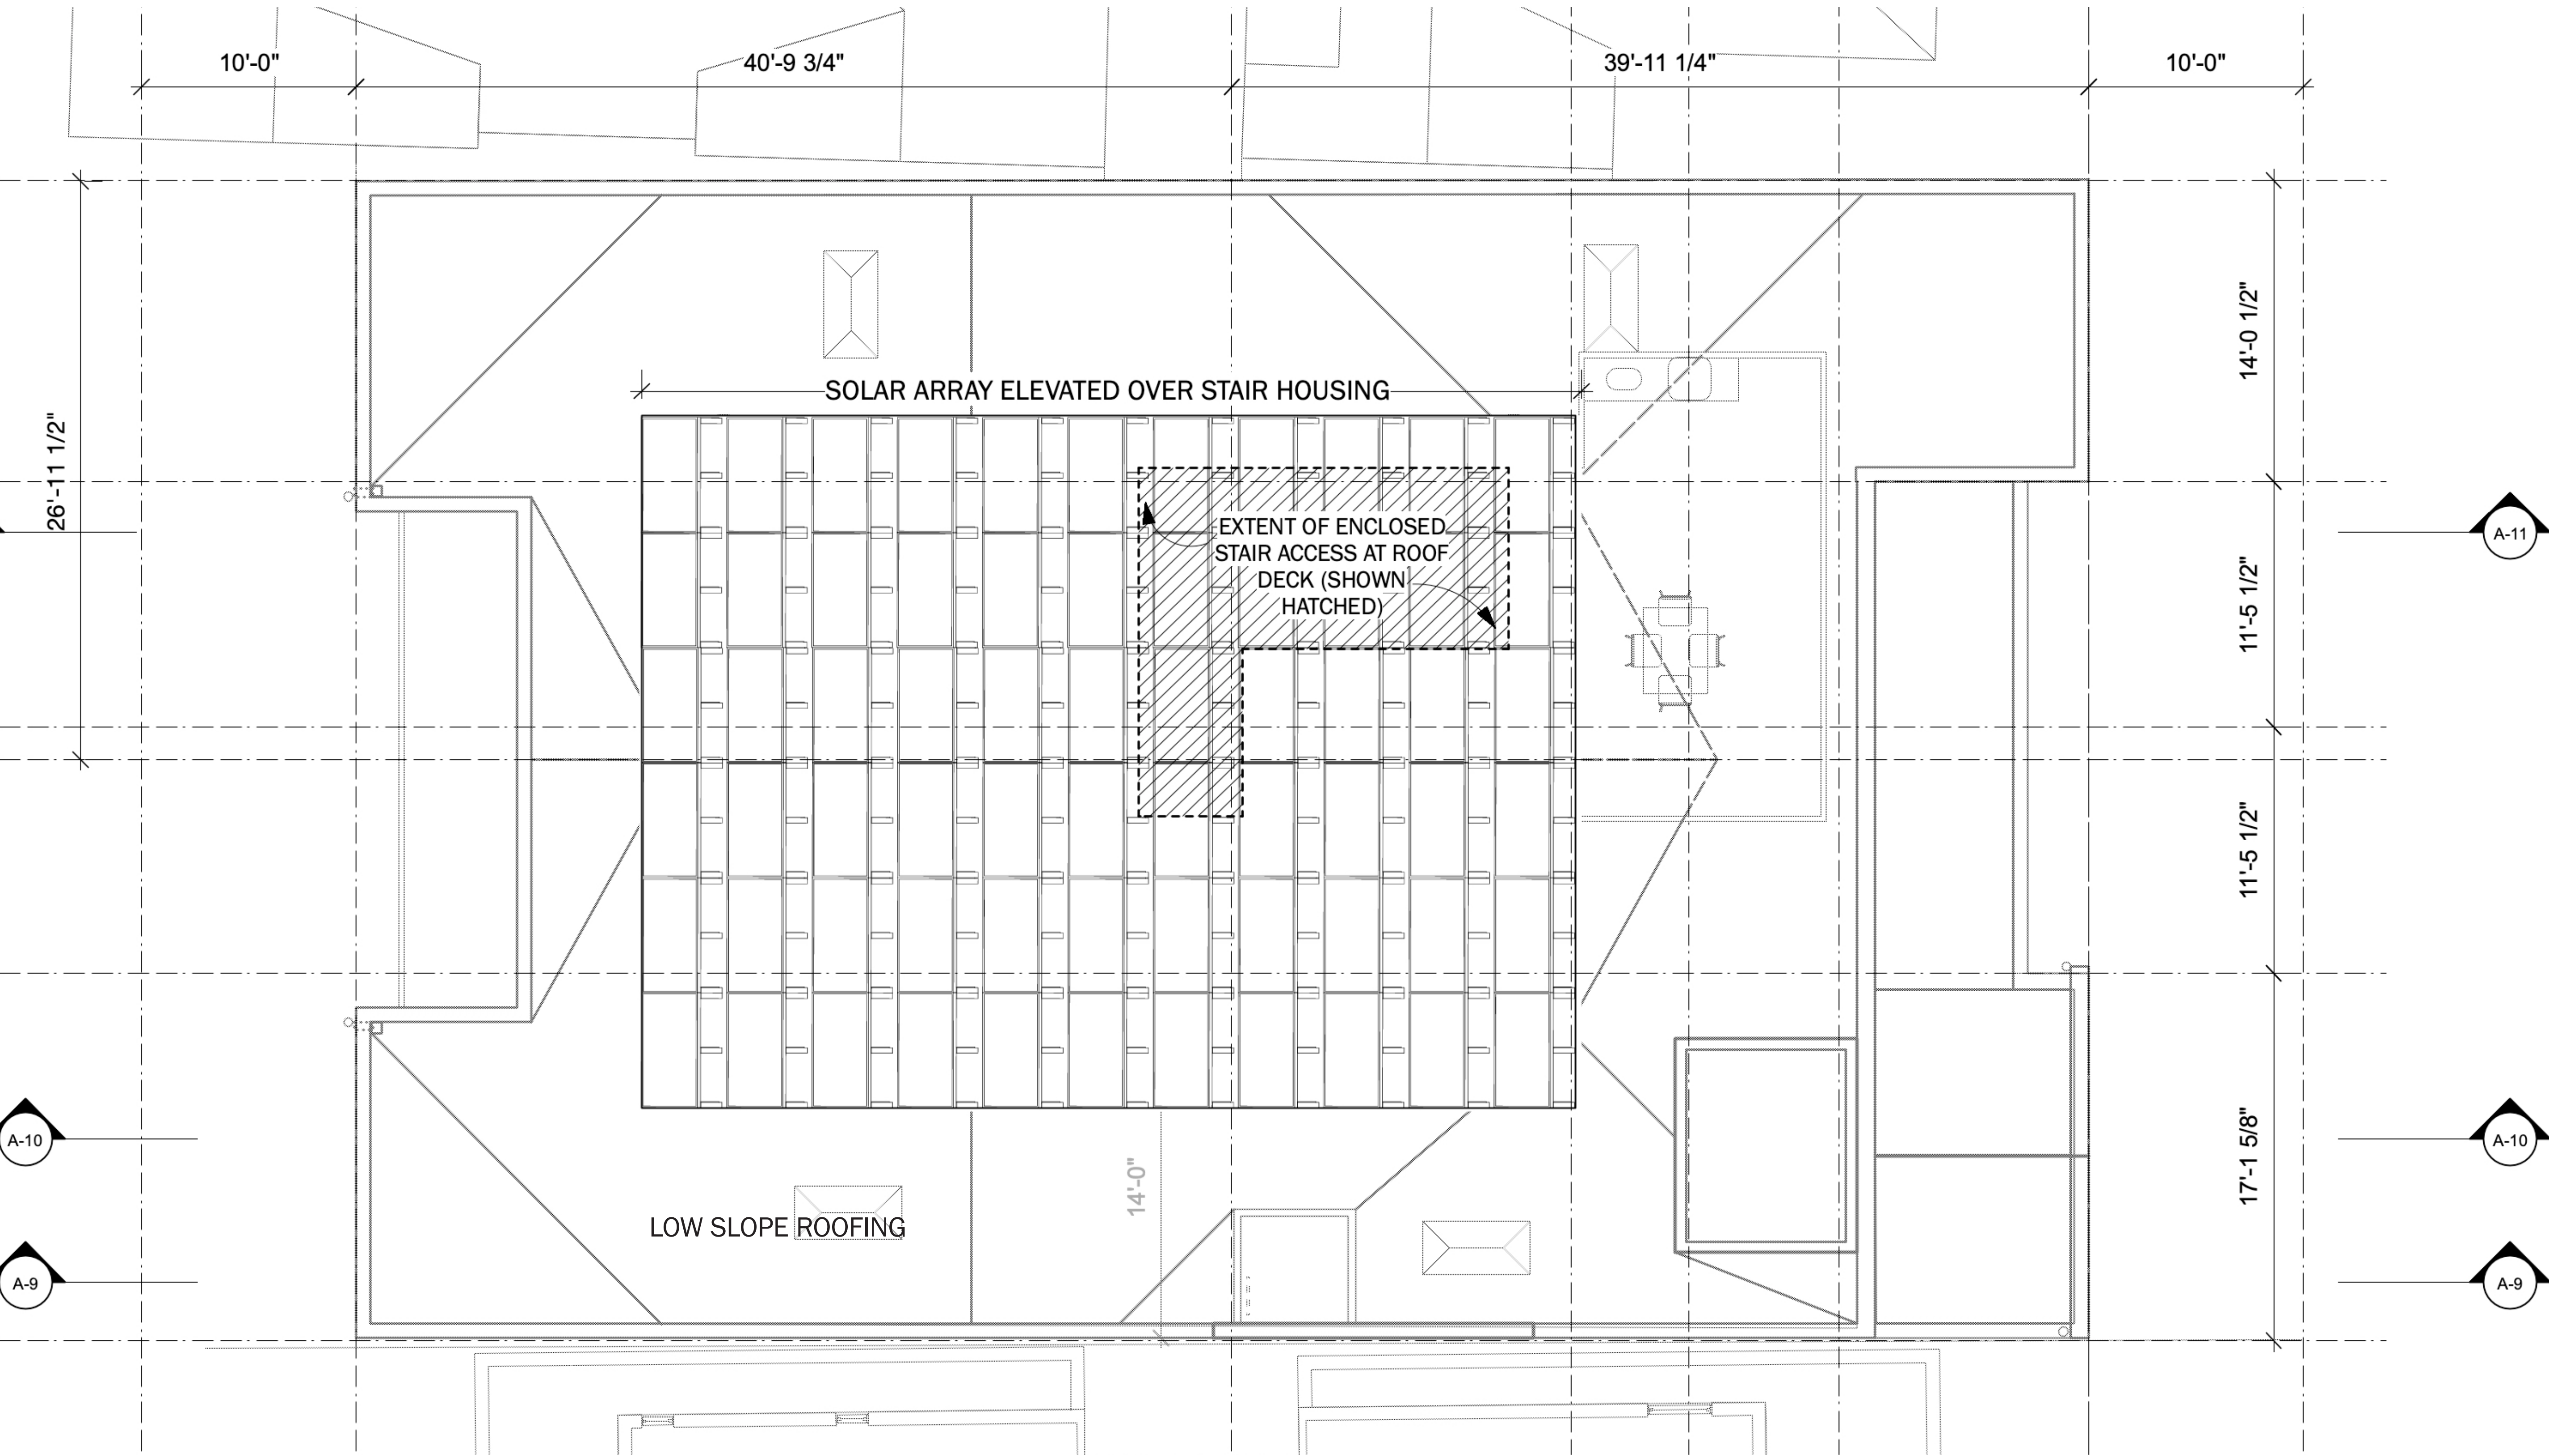 10'-0"
40'-9 3/4"
39'-11 1/4"
10'-0"
14'-0 1/2"
SOLAR ARRAY ELEVATED OVER STAIR HOUSING
26'-11 1/2"
EXTENT OF ENCLOSED
STAIR ACCESS AT ROOF
DECK (SHOWN
HATCHED)
A-11
11'-5 1/2"
11'-5 1/2"
A-10
14'-0"
17'-1 5/8"
A-10
LOW SLOPE ROOFING
A-9
A-9